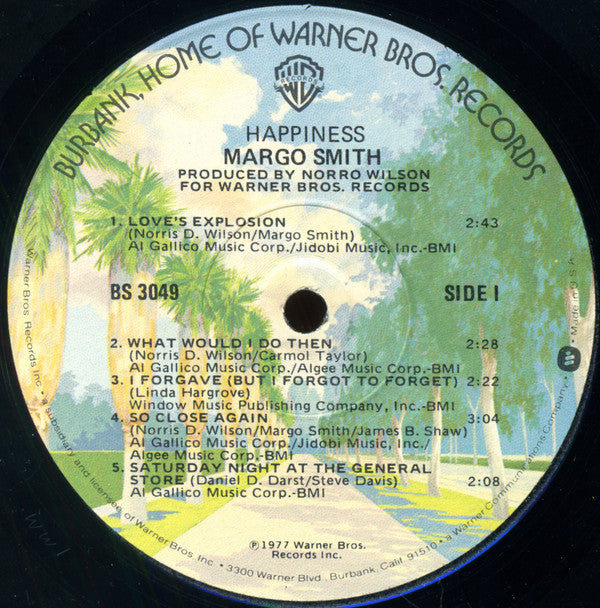 BURBANK, HOME OF WARNER BROS. RECORDS
WB
RECORDS
HAPPINESS
MARGO SMITH
PRODUCED BY NORRO WILSON
FOR WARNER BROS. RECORDS
1. LOVE'S EXPLOSION 2:43
(Norris D. Wilson/Margo Smith)
Al Gallico Music Corp./Jidobi Music, Inc.-BMI
BS 3049 SIDE I
2. WHAT WOULD I DO THEN 2:28
(Norris D. Wilson/Carmol Taylor)
Al Gallico Music Corp./Algee Music Corp.-BMI
3. I FORGAVE (BUT I FORGOT TO FORGET) 2:22
(Linda Hargrove)
Window Music Publishing Company, Inc.-BMI
4. SO CLOSE AGAIN 3:04
(Norris D. Wilson/Margo Smith/James B. Shaw)
Al Gallico Music Corp./Jidobi Music, Inc./
Algee Music Corp.-BMI
5. SATURDAY NIGHT AT THE GENERAL
STORE (Daniel D. Darst/Steve Davis) 2:08
Al Gallico Music Corp.-BMI
℗1977 Warner Bros.
Records Inc.
Warner Bros. Records Inc. • a subsidiary and licensee of Warner Bros. Inc. • 3300 Warner Blvd., Burbank, Calif. 91510 • a Warner Communications Company.
• Made in U.S.A.